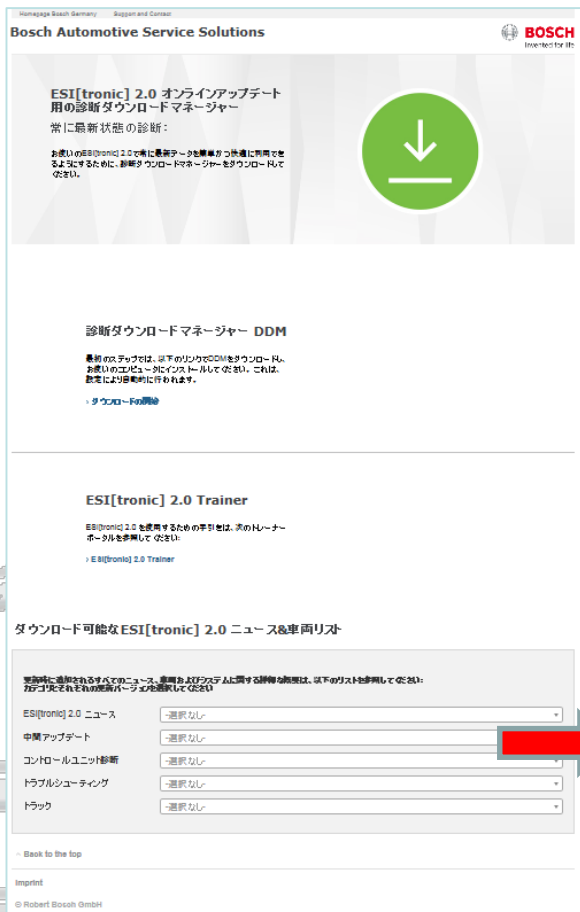 Homepage Bosch Germany Support and Contact
Bosch Automotive Service Solutions
BOSCH
Invented for life
ESI[tronic] 2.0 オンラインアップデート
用の診断ダウンロードマネージャー
常に最新状態の診断:
お使いのESI[tronic] 2.0で常に最新データを簡単かつ快適に利用でき
るようにするために、診断ダウンロードマネージャーをダウンロードして
ください。
診断ダウンロードマネージャー DDM
最初のステップでは、以下のリンクでDDMをダウンロードし、
お使いのコンピュータにインストールしてください。これは、
設定により自動的に行われます。
› ダウンロードの開始
ESI[tronic] 2.0 Trainer
ESI[tronic] 2.0 を使用するための手引きは、次のトレーナー
ポータルを参照してください:
› ESI[tronic] 2.0 Trainer
ダウンロード可能なESI[tronic] 2.0 ニュース&車両リスト
更新時に追加されるすべてのニュース、車両およびシステムに関する詳細な概要は、以下のリストを参照してください:
カテゴリとそれぞれの更新バージョンを選択してください
ESI[tronic] 2.0 ニュース -選択なし-
中間アップデート -選択なし-
コントロールユニット診断 -選択なし-
トラブルシューティング -選択なし-
トラック -選択なし-
Back to the top
Imprint
© Robert Bosch GmbH